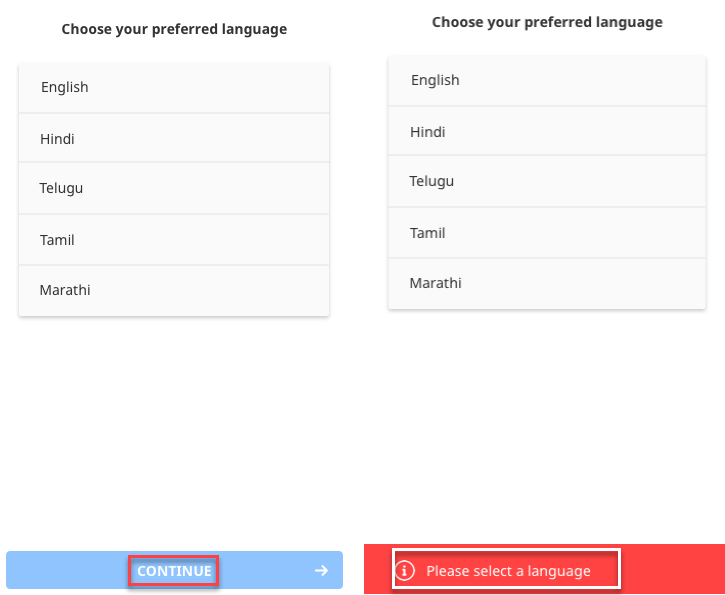 Choose your preferred language
English
Hindi
Telugu
Tamil
Marathi
CONTINUE
Choose your preferred language
English
Hindi
Telugu
Tamil
Marathi
Please select a language